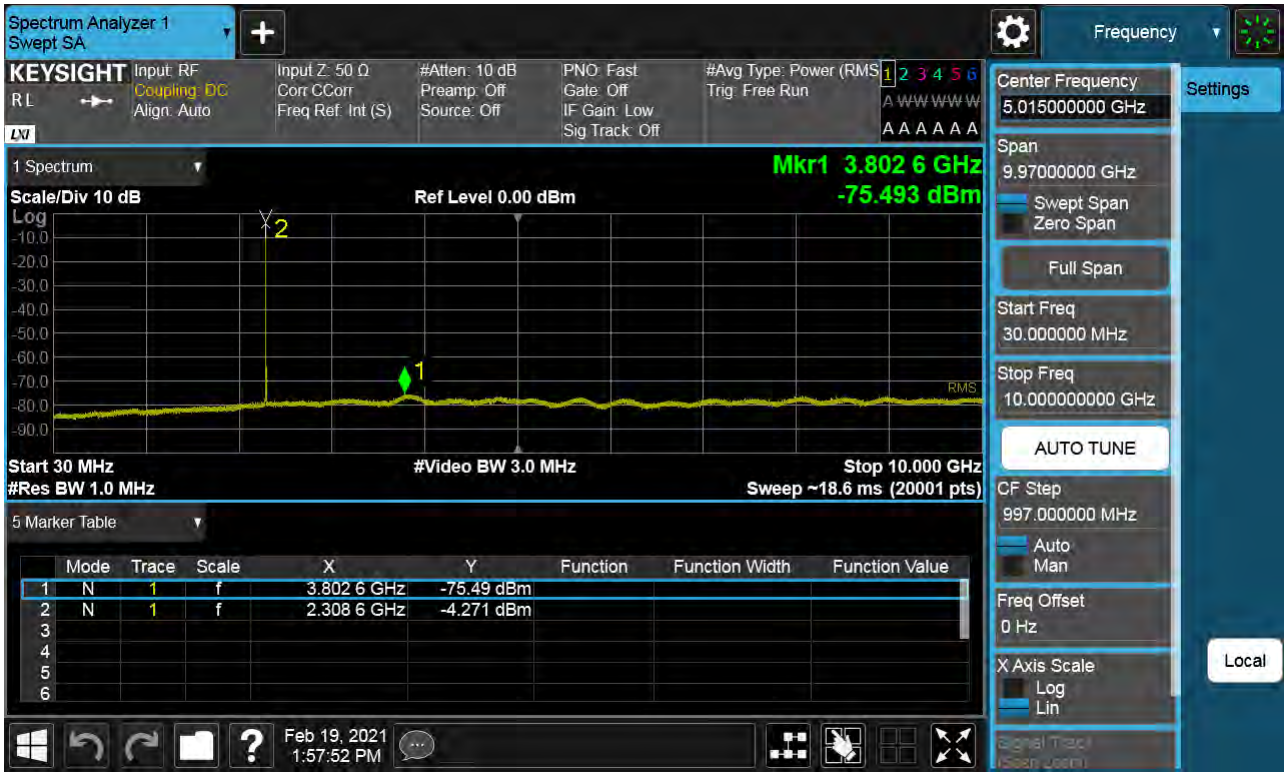 Spectrum Analyzer 1
Swept SA
+
Frequency
KEYSIGHT
RL
LXI
Input: RF
Coupling: DC
Align: Auto
Input Z: 50 Ω
Corr CCorr
Freq Ref: Int (S)
#Atten: 10 dB
Preamp: Off
Source: Off
PNO: Fast
Gate: Off
IF Gain: Low
Sig Track: Off
#Avg Type: Power (RMS
Trig: Free Run
1 2 3 4 5 6
A W W W W W
A A A A A A
1 Spectrum
Scale/Div 10 dB
Ref Level 0.00 dBm
Mkr1 3.802 6 GHz
-75.493 dBm
Log
-10.0
-20.0
-30.0
-40.0
-50.0
-60.0
-70.0
-80.0
-90.0
2
1
RMS
Start 30 MHz
#Video BW 3.0 MHz
Stop 10.000 GHz
#Res BW 1.0 MHz
Sweep ~18.6 ms (20001 pts)
5 Marker Table
Mode Trace Scale X Y Function Function Width Function Value
1 N 1 f 3.802 6 GHz -75.49 dBm
2 N 1 f 2.308 6 GHz -4.271 dBm
3
4
5
6
Feb 19, 2021
1:57:52 PM
?
Center Frequency
5.015000000 GHz
Span
9.97000000 GHz
Swept Span
Zero Span
Full Span
Start Freq
30.000000 MHz
Stop Freq
10.000000000 GHz
AUTO TUNE
CF Step
997.000000 MHz
Auto
Man
Freq Offset
0 Hz
X Axis Scale
Log
Lin
Signal Track
(Span Zoom)
Settings
Local